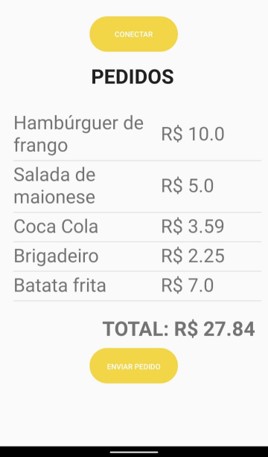 CONECTAR
PEDIDOS
Hambúrguer de
frango
R$ 10.0
Salada de
maionese
R$ 5.0
Coca Cola R$ 3.59
Brigadeiro R$ 2.25
Batata frita R$ 7.0
TOTAL: R$ 27.84
ENVIAR PEDIDO